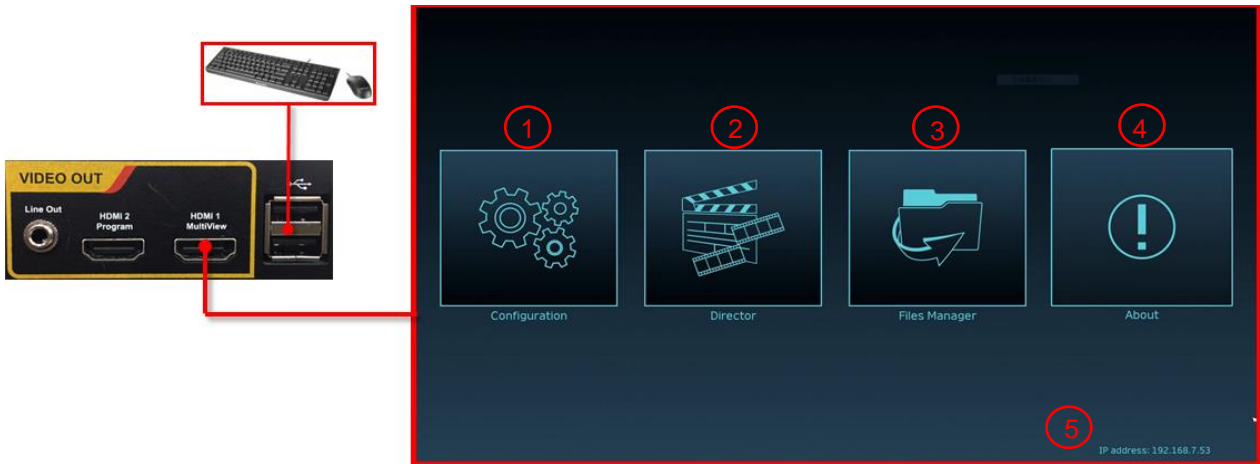 VIDEO OUT
Line Out
HDMI 2
Program
HDMI 1
MultiView
1
2
3
4
Configuration
Director
Files Manager
About
5
IP address: 192.168.7.53